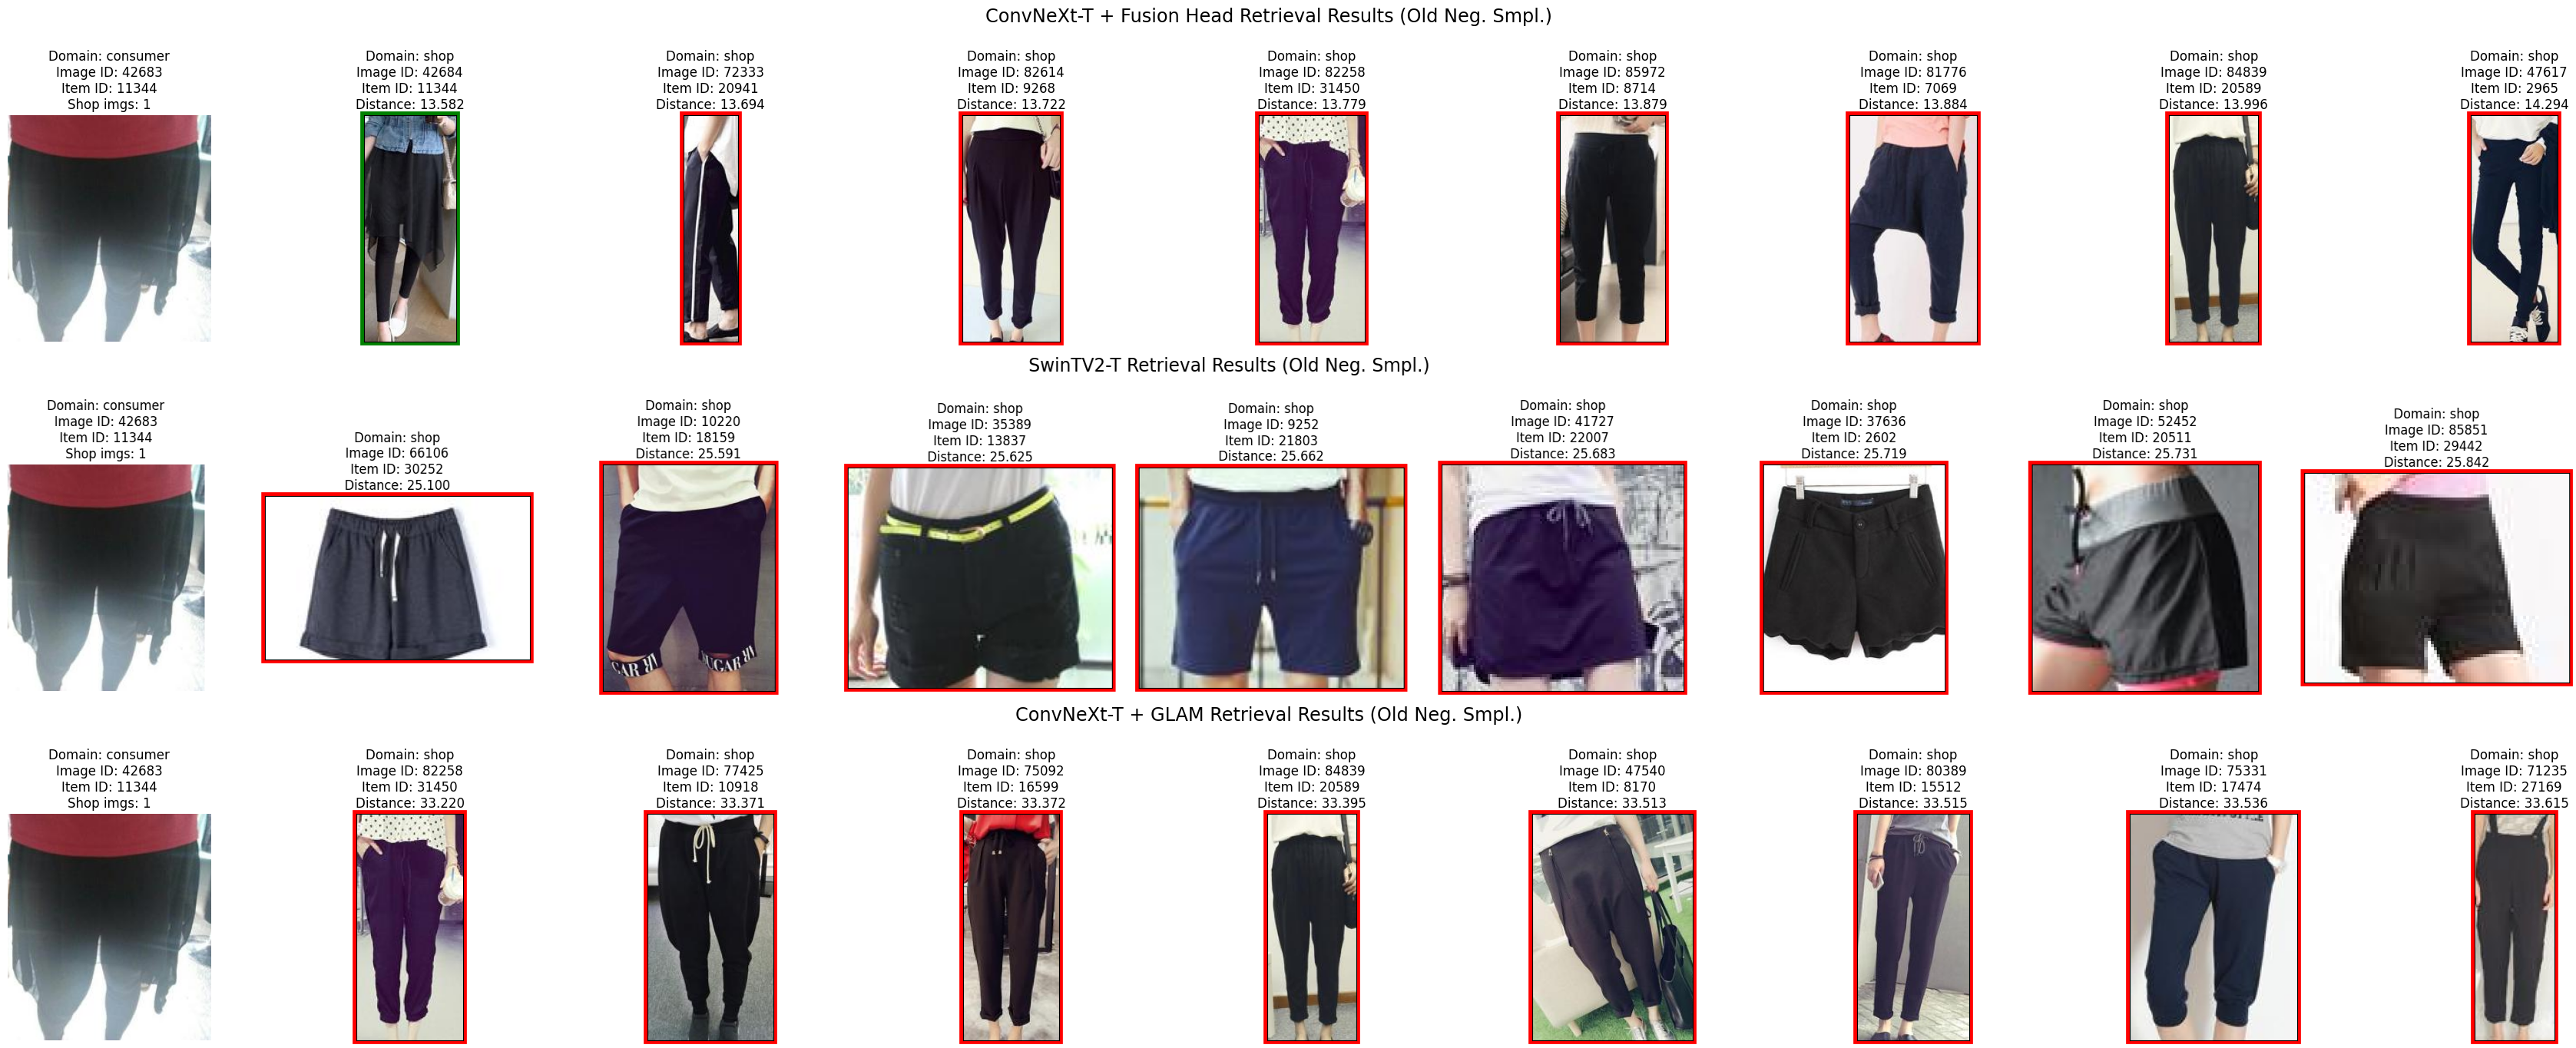 ConvNeXt-T + Fusion Head Retrieval Results (Old Neg. Smpl.)
Domain: consumer
Image ID: 42683
Item ID: 11344
Shop imgs: 1
Domain: shop
Image ID: 42684
Item ID: 11344
Distance: 13.582
Domain: shop
Image ID: 72333
Item ID: 20941
Distance: 13.694
Domain: shop
Image ID: 82614
Item ID: 9268
Distance: 13.722
Domain: shop
Image ID: 82258
Item ID: 31450
Distance: 13.779
Domain: shop
Image ID: 85972
Item ID: 8714
Distance: 13.879
Domain: shop
Image ID: 81776
Item ID: 7069
Distance: 13.884
Domain: shop
Image ID: 84839
Item ID: 20589
Distance: 13.996
Domain: shop
Image ID: 47617
Item ID: 2965
Distance: 14.294
SwinTV2-T Retrieval Results (Old Neg. Smpl.)
Domain: consumer
Image ID: 42683
Item ID: 11344
Shop imgs: 1
Domain: shop
Image ID: 66106
Item ID: 30252
Distance: 25.100
Domain: shop
Image ID: 10220
Item ID: 18159
Distance: 25.591
Domain: shop
Image ID: 35389
Item ID: 13837
Distance: 25.625
Domain: shop
Image ID: 9252
Item ID: 21803
Distance: 25.662
Domain: shop
Image ID: 41727
Item ID: 22007
Distance: 25.683
Domain: shop
Image ID: 37636
Item ID: 2602
Distance: 25.719
Domain: shop
Image ID: 52452
Item ID: 20511
Distance: 25.731
Domain: shop
Image ID: 85851
Item ID: 29442
Distance: 25.842
ConvNeXt-T + GLAM Retrieval Results (Old Neg. Smpl.)
Domain: consumer
Image ID: 42683
Item ID: 11344
Shop imgs: 1
Domain: shop
Image ID: 82258
Item ID: 31450
Distance: 33.220
Domain: shop
Image ID: 77425
Item ID: 10918
Distance: 33.371
Domain: shop
Image ID: 75092
Item ID: 16599
Distance: 33.372
Domain: shop
Image ID: 84839
Item ID: 20589
Distance: 33.395
Domain: shop
Image ID: 47540
Item ID: 8170
Distance: 33.513
Domain: shop
Image ID: 80389
Item ID: 15512
Distance: 33.515
Domain: shop
Image ID: 75331
Item ID: 17474
Distance: 33.536
Domain: shop
Image ID: 71235
Item ID: 27169
Distance: 33.615